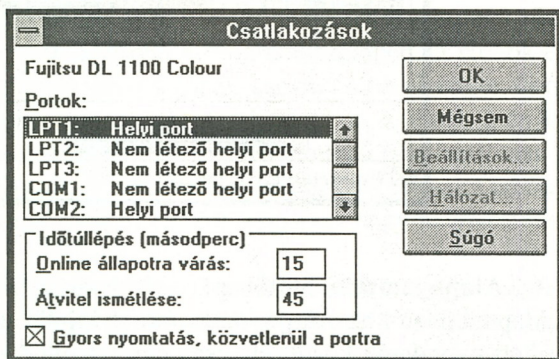 Csatlakozások
Fujitsu DL 1100 Colour
Portok:
LPT1: Helyi port
LPT2: Nem létező helyi port
LPT3: Nem létező helyi port
COM1: Nem létező helyi port
COM2: Helyi port
Időtúllépés (másodperc)
Online állapotra várás: 15
Átvitel ismétlése: 45
Gyors nyomtatás, közvetlenül a portra
OK
Mégsem
Beállítások...
Hálózat...
Súgó